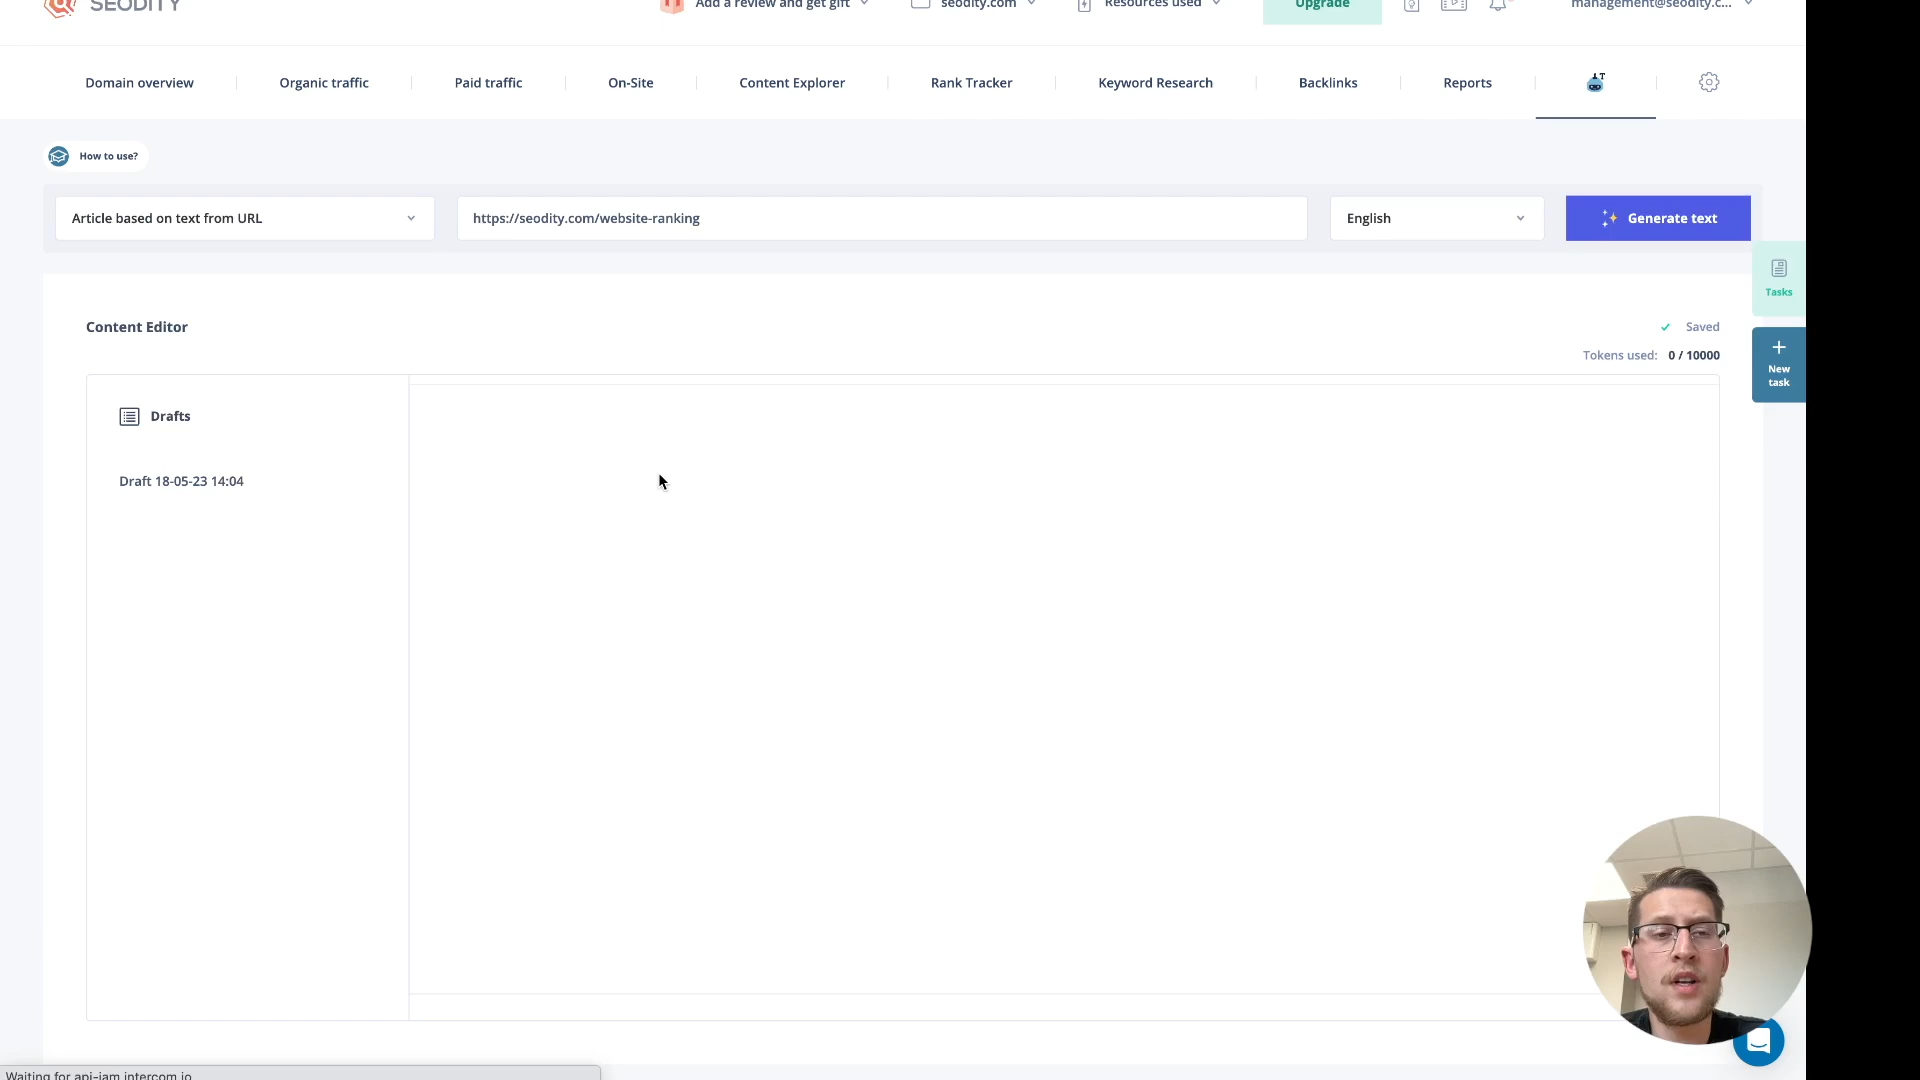 SEODITY
Add a review and get gift
seodity.com
Resources used
Upgrade
management@seodity.c...
Domain overview
Organic traffic
Paid traffic
On-Site
Content Explorer
Rank Tracker
Keyword Research
Backlinks
Reports
How to use?
Article based on text from URL
https://seodity.com/website-ranking
English
Generate text
Tasks
Content Editor
Saved
Tokens used: 0 / 10000
New
task
Drafts
Draft 18-05-23 14:04
Waiting for api-iam.intercom.io